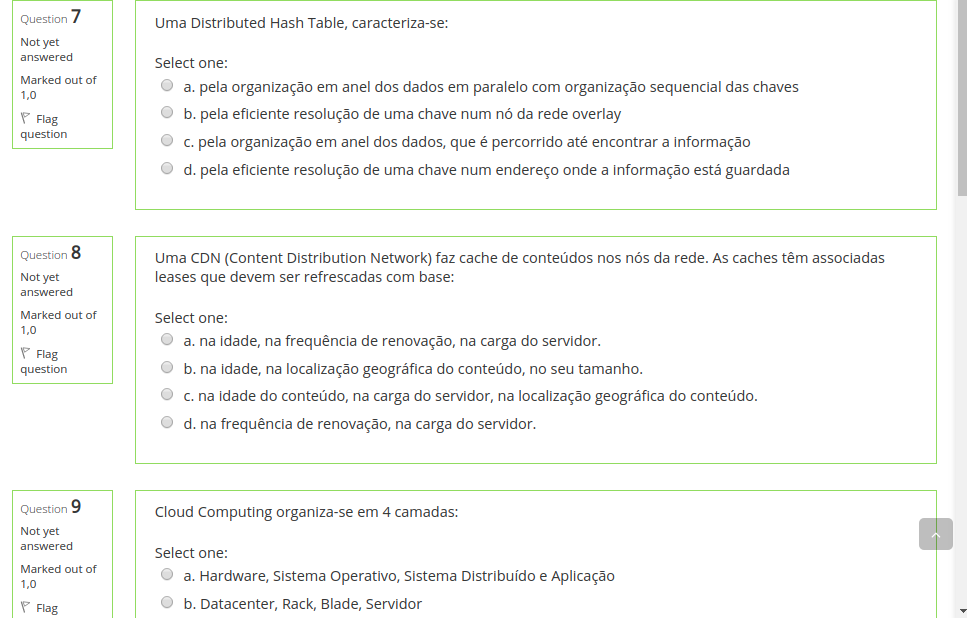 Question 7
Not yet
answered
Marked out of
1,0
Flag
question
Uma Distributed Hash Table, caracteriza-se:
Select one:
a. pela organização em anel dos dados em paralelo com organização sequencial das chaves
b. pela eficiente resolução de uma chave num nó da rede overlay
c. pela organização em anel dos dados, que é percorrido até encontrar a informação
d. pela eficiente resolução de uma chave num endereço onde a informação está guardada
Question 8
Not yet
answered
Marked out of
1,0
Flag
question
Uma CDN (Content Distribution Network) faz cache de conteúdos nos nós da rede. As caches têm associadas
leases que devem ser refrescadas com base:
Select one:
a. na idade, na frequência de renovação, na carga do servidor.
b. na idade, na localização geográfica do conteúdo, no seu tamanho.
c. na idade do conteúdo, na carga do servidor, na localização geográfica do conteúdo.
d. na frequência de renovação, na carga do servidor.
Question 9
Not yet
answered
Marked out of
1,0
Flag
Cloud Computing organiza-se em 4 camadas:
Select one:
a. Hardware, Sistema Operativo, Sistema Distribuído e Aplicação
b. Datacenter, Rack, Blade, Servidor